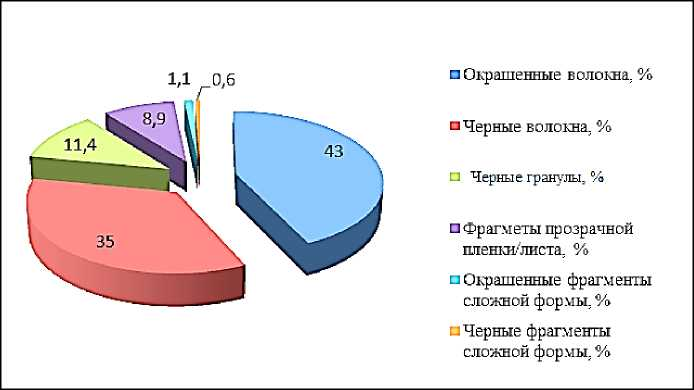 1,1
0,6
8,9
11,4
43
35
Окрашенные волокна, %
Черные волокна, %
Черные гранулы, %
Фрагметы прозрачной
пленки/листа, %
Окрашенные фрагменты
сложной формы, %
Черные фрагменты
сложной формы, %